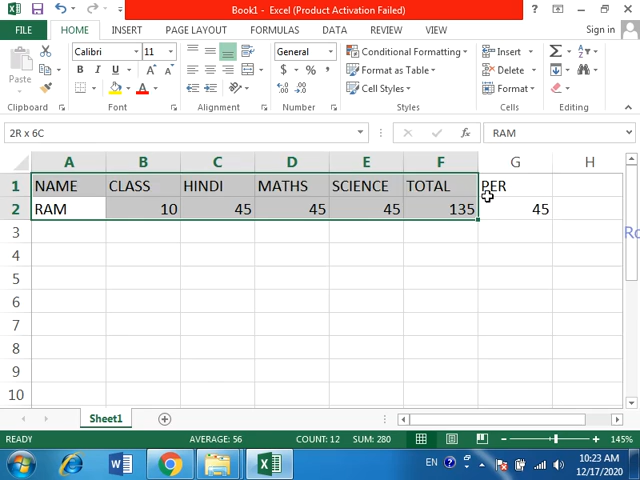 Book1 - Excel (Product Activation Failed)
FILE HOME INSERT PAGE LAYOUT FORMULAS DATA REVIEW VIEW Sign in
Paste Calibri 11 General Conditional Formatting Insert
B I U A A Format as Table Delete
Cell Styles Format
Clipboard Font Alignment Number Styles Cells Editing
2R x 6C fx RAM
A B C D E F G H
1 NAME CLASS HINDI MATHS SCIENCE TOTAL PER
2 RAM 10 45 45 45 135 45
3
4
5
6
7
8
9
10
Sheet1
READY AVERAGE: 56 COUNT: 12 SUM: 280 145%
EN 10:23 AM
12/17/2020